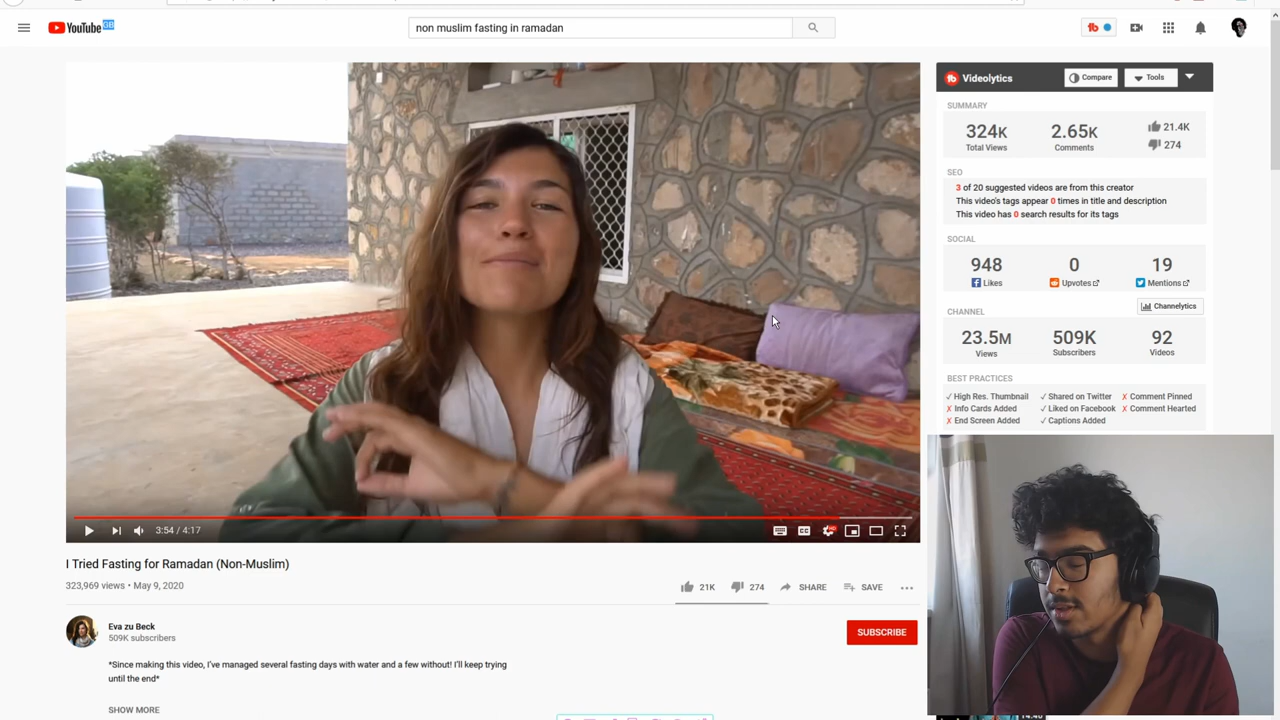 YouTube GB
non muslim fasting in ramadan
Videolytics
Compare
Tools
SUMMARY
324K
Total Views
2.65K
Comments
21.4K
274
SEO
3 of 20 suggested videos are from this creator
This video's tags appear 0 times in title and description
This video has 0 search results for its tags
SOCIAL
948
Likes
0
Upvotes
19
Mentions
Channelytics
CHANNEL
23.5M
Views
509K
Subscribers
92
Videos
BEST PRACTICES
High Res. Thumbnail
Shared on Twitter
Comment Pinned
Info Cards Added
Liked on Facebook
Comment Hearted
End Screen Added
Captions Added
3:54 / 4:17
I Tried Fasting for Ramadan (Non-Muslim)
323,969 views • May 9, 2020
21K
274
SHARE
SAVE
Eva zu Beck
509K subscribers
SUBSCRIBE
*Since making this video, I've managed several fasting days with water and a few without! I'll keep trying
until the end*
SHOW MORE